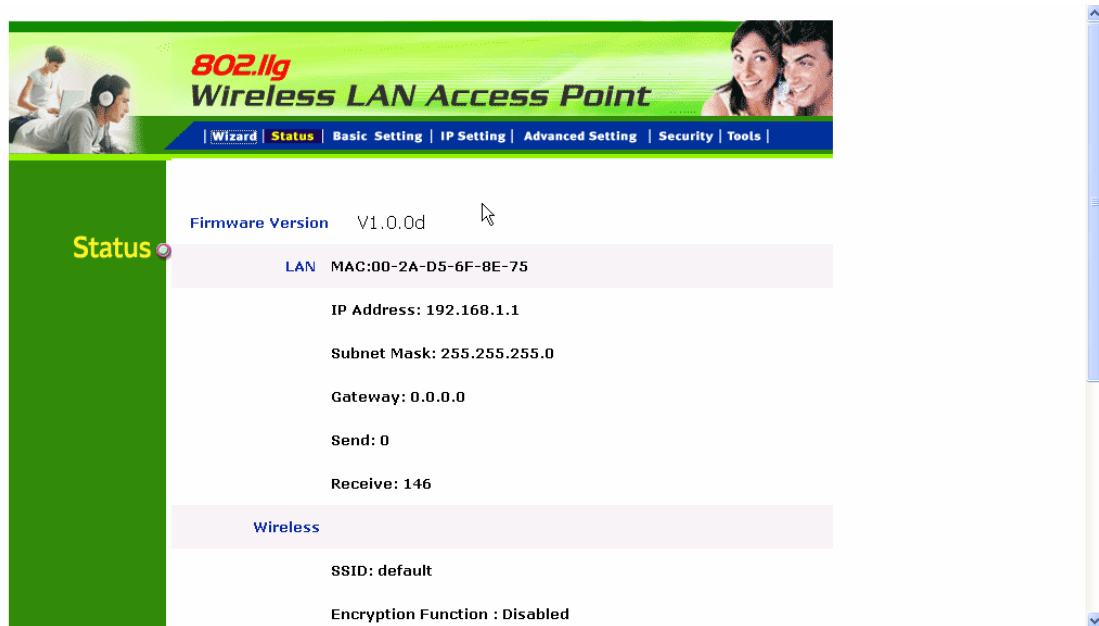 802.11g
Wireless LAN Access Point
|Wizard| Status | Basic Setting | IP Setting | Advanced Setting | Security | Tools |
Status
Firmware Version V1.0.0d
LAN MAC:00-2A-D5-6F-8E-75
IP Address: 192.168.1.1
Subnet Mask: 255.255.255.0
Gateway: 0.0.0.0
Send: 0
Receive: 146
Wireless
SSID: default
Encryption Function : Disabled